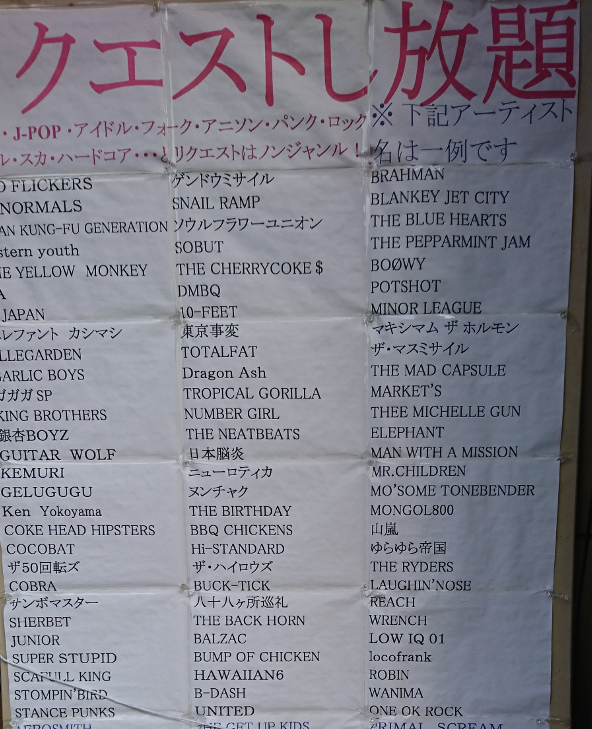 クエストし放題
・J-POP・アイドル・フォーク・アニソン・パンク・ロック
ル・スカ・ハードコア・・・とリクエストはノンジャンル！
※下記アーティスト
名は一例です
FLICKERS
NORMALS
AN KUNG-FU GENERATION
stern youth
E YELLOW MONKEY
A
JAPAN
レファント カシマシ
LLEGARDEN
GARLIC BOYS
ガガガSP
KING BROTHERS
銀杏BOYZ
GUITAR WOLF
KEMURI
GELUGUGU
Ken Yokoyama
COKE HEAD HIPSTERS
COCOBAT
ザ50回転ズ
COBRA
サンボマスター
SHERBET
JUNIOR
SUPER STUPID
SCAFULL KING
STOMPIN'BIRD
STANCE PUNKS
AEROSMITH
ゲンドウミサイル
SNAIL RAMP
ソウルフラワーユニオン
SOBUT
THE CHERRYCOKE$
DMBQ
10-FEET
東京事変
TOTALFAT
Dragon Ash
TROPICAL GORILLA
NUMBER GIRL
THE NEATBEATS
日本脳炎
ニューロティカ
ヌンチャク
THE BIRTHDAY
BBQ CHICKENS
Hi-STANDARD
ザ・ハイロウズ
BUCK-TICK
八十八ヶ所巡礼
THE BACK HORN
BALZAC
BUMP OF CHICKEN
HAWAIIAN6
B-DASH
UNITED
THE GET UP KIDS
BRAHMAN
BLANKEY JET CITY
THE BLUE HEARTS
THE PEPPARMINT JAM
BOØWY
POTSHOT
MINOR LEAGUE
マキシマム ザ ホルモン
ザ・マスミサイル
THE MAD CAPSULE
MARKET'S
THEE MICHELLE GUN
ELEPHANT
MAN WITH A MISSION
MR.CHILDREN
MO'SOME TONEBENDER
MONGOL800
山嵐
ゆらゆら帝国
THE RYDERS
LAUGHIN'NOSE
REACH
WRENCH
LOW IQ 01
locofrank
ROBIN
WANIMA
ONE OK ROCK
PRIMAL SCREAM